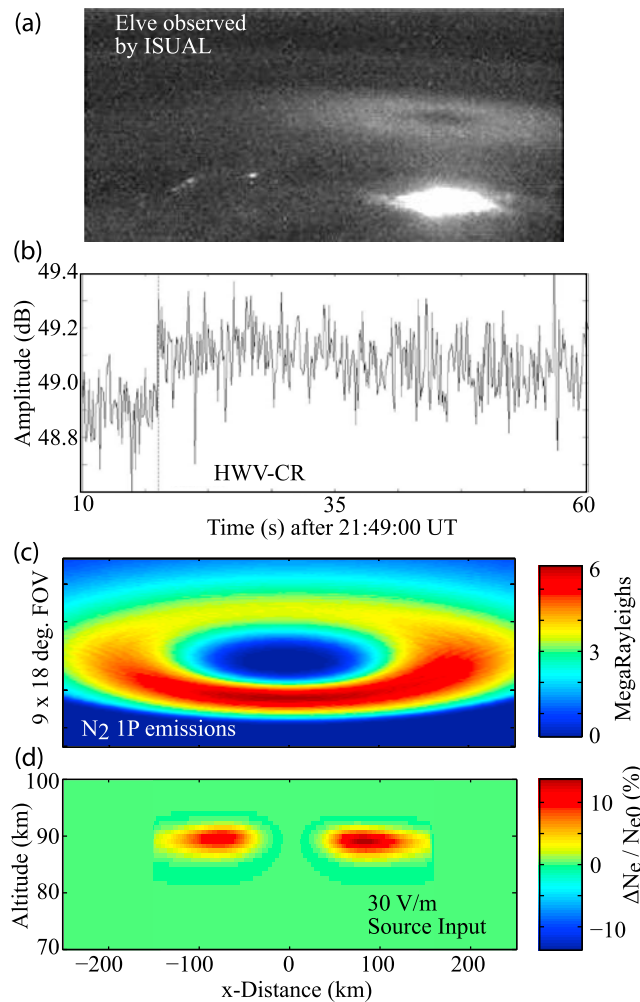 (a)
Elve observed
by ISUAL
(b)
Amplitude (dB)
49.4
49.2
49.0
48.8
HWV-CR
10
35
60
Time (s) after 21:49:00 UT
(c)
9 x 18 deg. FOV
N2 1P emissions
6
3
0
MegaRayleighs
(d)
Altitude (km)
100
90
80
70
30 V/m
Source Input
−200
−100
0
100
200
x-Distance (km)
10
0
−10
ΔNe / Ne0 (%)